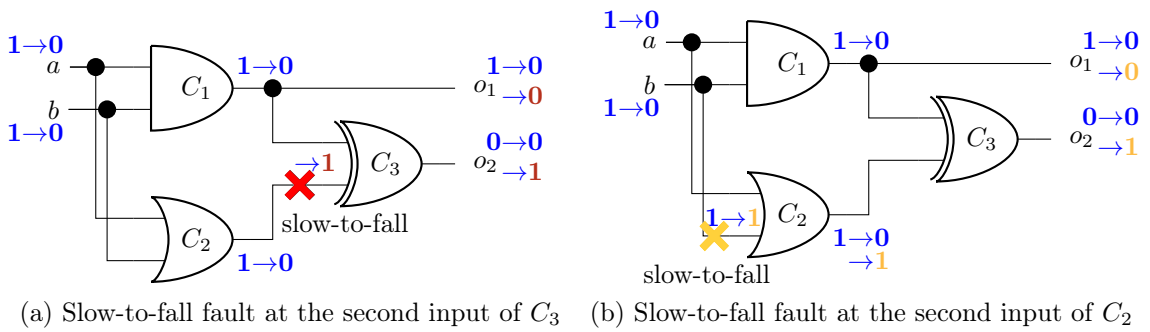 1→0
a
b
1→0
C1
1→0
1→0
o1
→0
0→0
o2
→1
→1
C3
slow-to-fall
C2
1→0
(a) Slow-to-fall fault at the second input of C3
1→0
a
b
1→0
C1
1→0
1→0
o1
→0
0→0
o2
→1
C3
1→1
C2
1→0
→1
slow-to-fall
(b) Slow-to-fall fault at the second input of C2